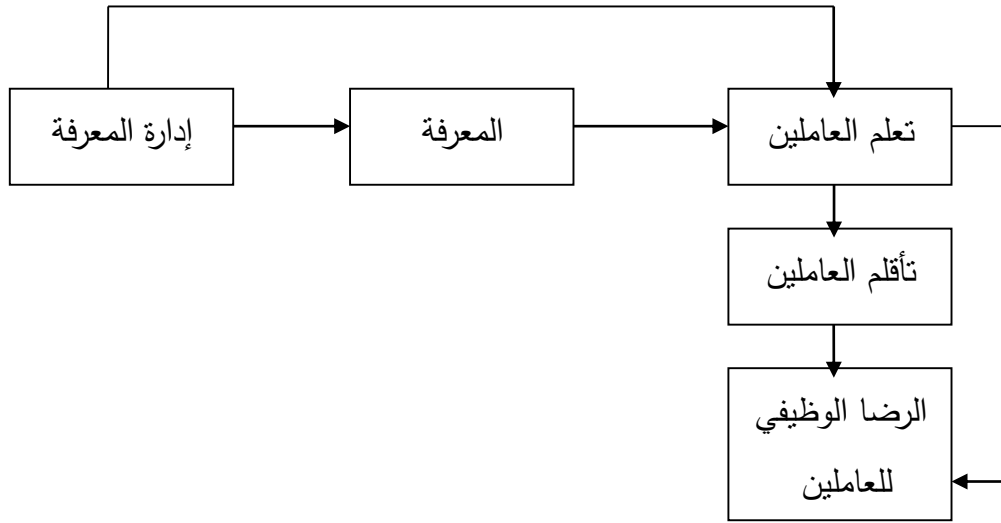 إدارة المعرفة
المعرفة
تعلم العاملين
تأقلم العاملين
الرضا الوظيفي
للعاملين